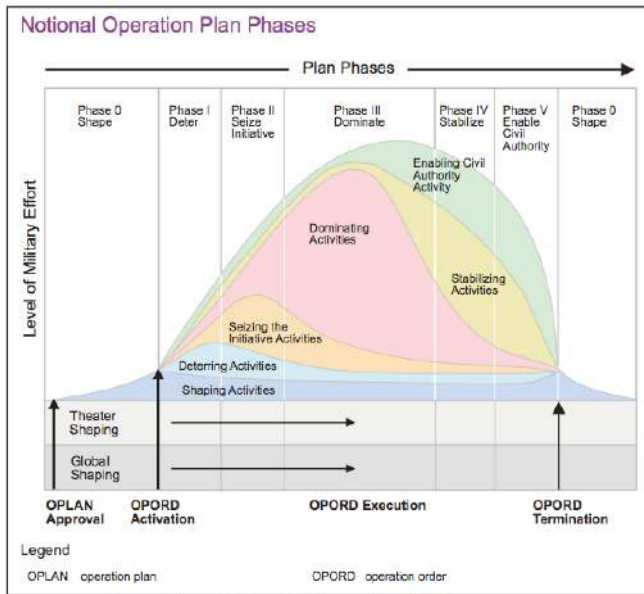 Notional Operation Plan Phases
Plan Phases
Phase 0
Shape
Phase I
Deter
Phase II
Seize
Initiative
Phase III
Dominate
Phase IV
Stabilize
Phase V
Enable
Civil
Authority
Phase 0
Shape
Level of Military Effort
Enabling Civil
Authority
Activity
Dominating
Activities
Stabilizing
Activities
Seizing the
Initiative Activities
Deterring Activities
Shaping Activities
Theater
Shaping
Global
Shaping
OPLAN
Approval
OPORD
Activation
OPORD Execution
OPORD
Termination
Legend
OPLAN operation plan
OPORD operation order